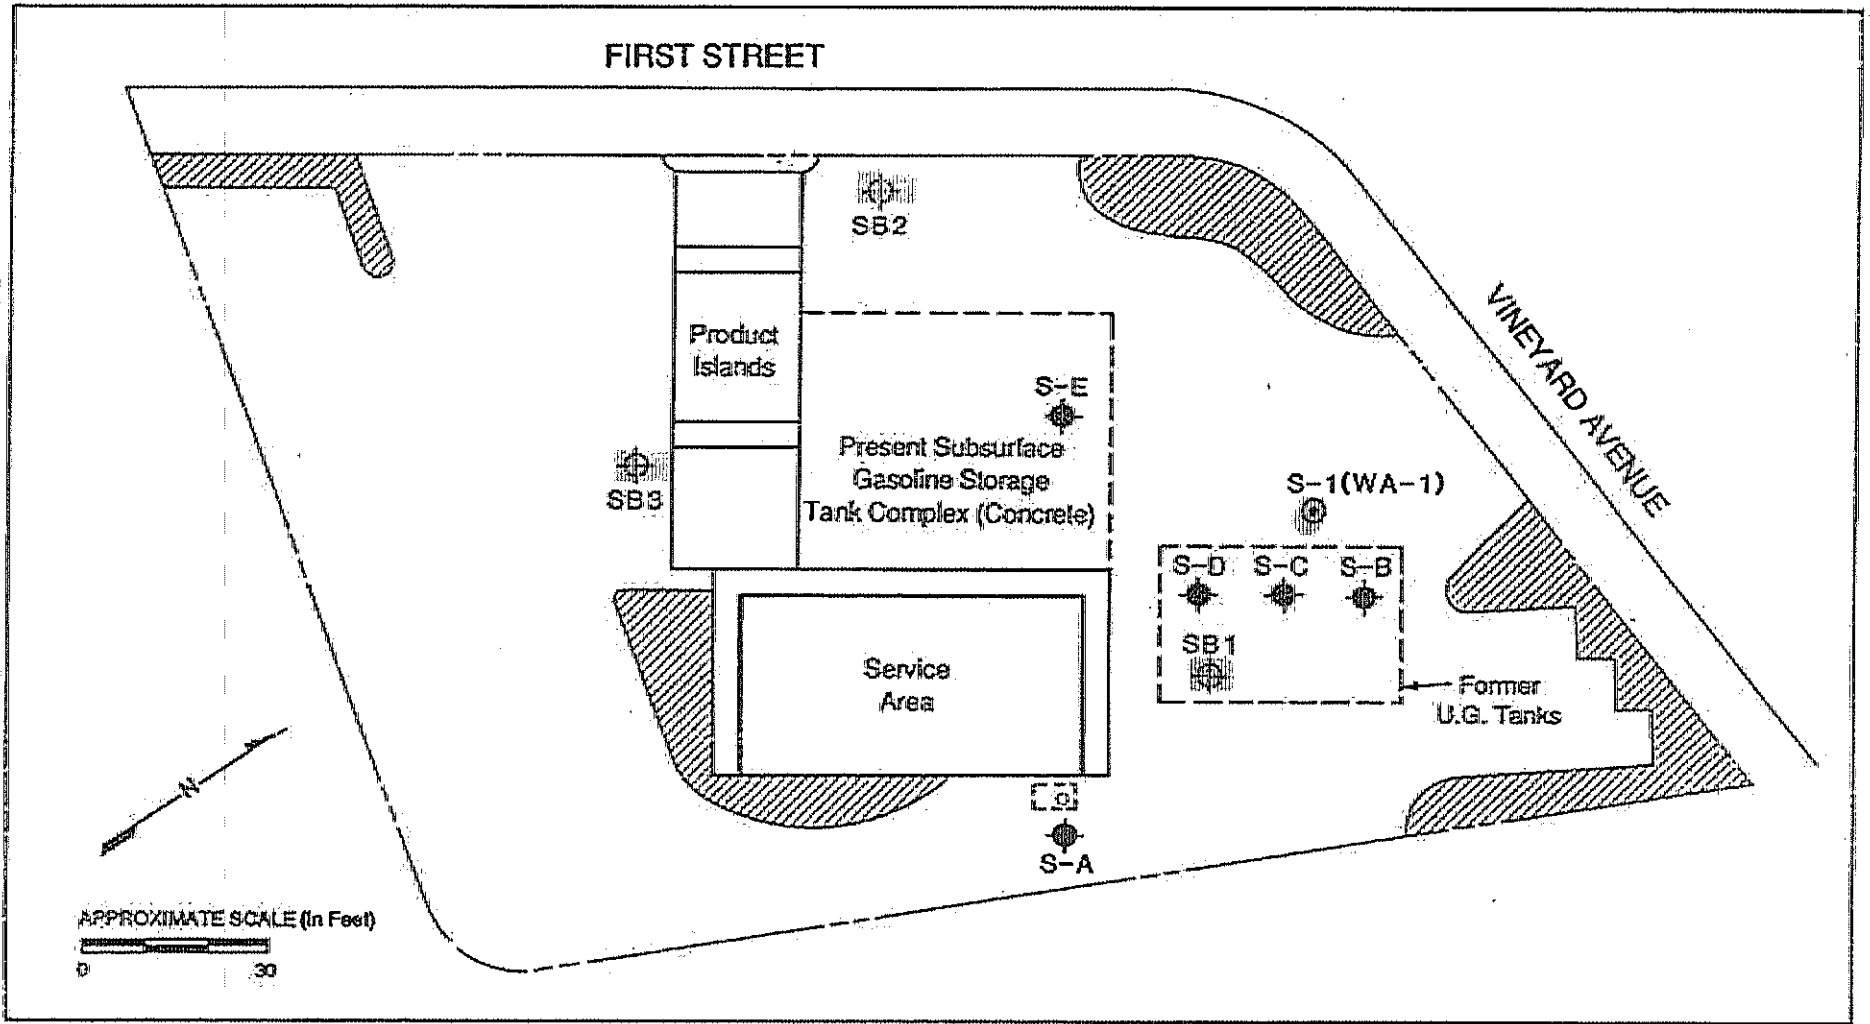 FIRST STREET
SB2
VINEYARD AVENUE
Product
Islands
S-E
Present Subsurface
Gasoline Storage
Tank Complex (Concrete)
SB3
S-1(WA-1)
S-D S-C S-B
SB1
Service
Area
Former
U.G. Tanks
N
S-A
APPROXIMATE SCALE (In Feet)
0 30